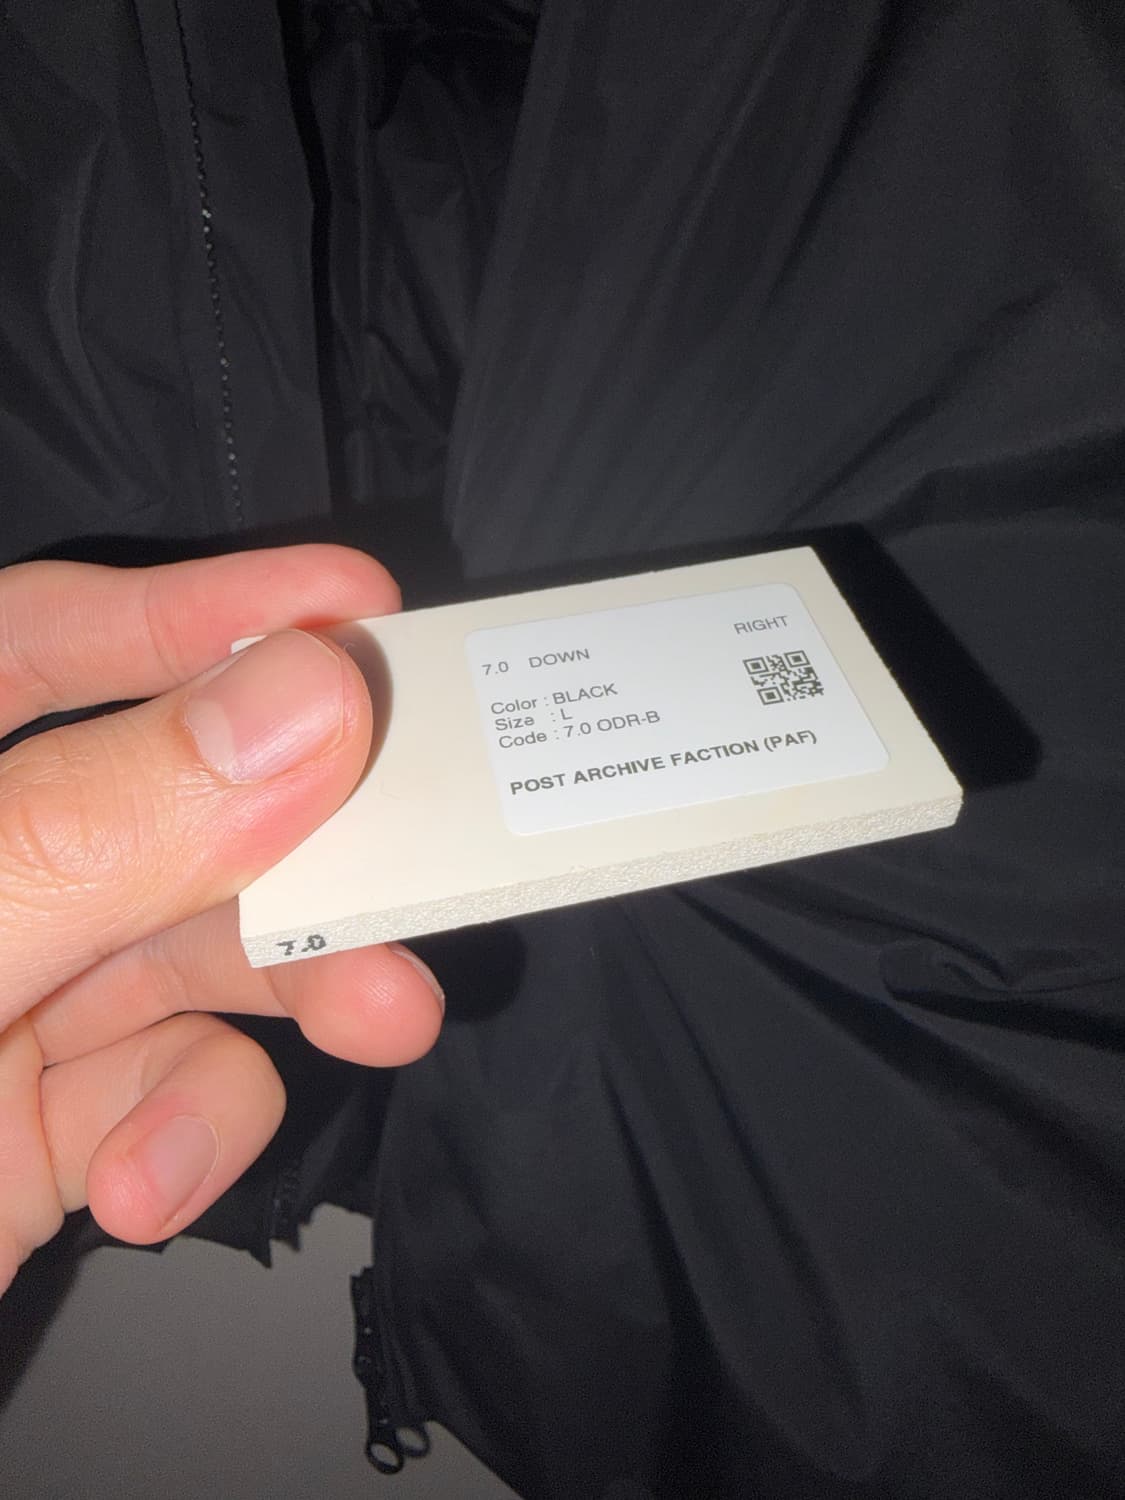 RIGHT
7.0 DOWN
Color : BLACK
Size : L
Code : 7.0 ODR-B
POST ARCHIVE FACTION (PAF)
7.0